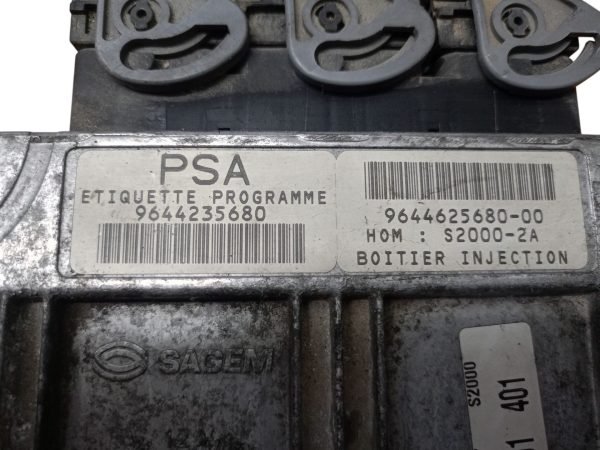 PSA
ETIQUETTE PROGRAMME
9644235680
9644625680-00
HOM : S2000-2A
BOITIER INJECTION
SAGEM
S2000
401